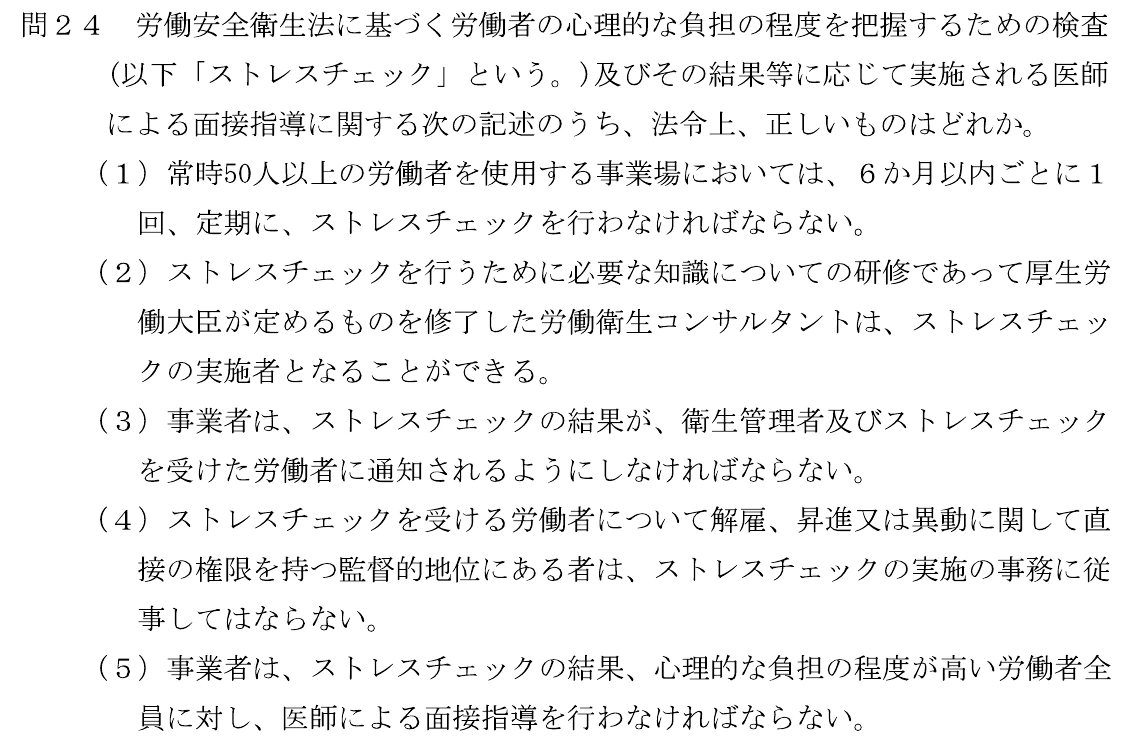 問２４　労働安全衛生法に基づく労働者の心理的な負担の程度を把握するための検査
(以下「ストレスチェック」という。)及びその結果等に応じて実施される医師
による面接指導に関する次の記述のうち、法令上、正しいものはどれか。
（１）常時50人以上の労働者を使用する事業場においては、６か月以内ごとに１
回、定期に、ストレスチェックを行わなければならない。
（２）ストレスチェックを行うために必要な知識についての研修であって厚生労
働大臣が定めるものを修了した労働衛生コンサルタントは、ストレスチェッ
クの実施者となることができる。
（３）事業者は、ストレスチェックの結果が、衛生管理者及びストレスチェック
を受けた労働者に通知されるようにしなければならない。
（４）ストレスチェックを受ける労働者について解雇、昇進又は異動に関して直
接の権限を持つ監督的地位にある者は、ストレスチェックの実施の事務に従
事してはならない。
（５）事業者は、ストレスチェックの結果、心理的な負担の程度が高い労働者全
員に対し、医師による面接指導を行わなければならない。